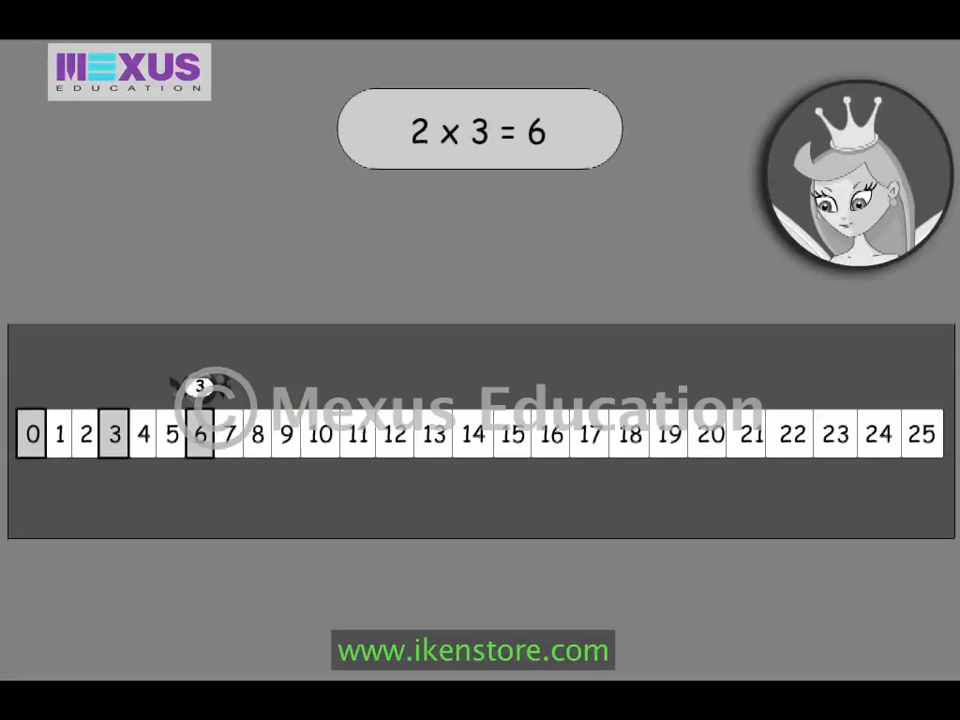 MEXUS
EDUCATION
2 x 3 = 6
3
© Mexus Education
0 1 2 3 4 5 6 7 8 9 10 11 12 13 14 15 16 17 18 19 20 21 22 23 24 25
www.ikenstore.com